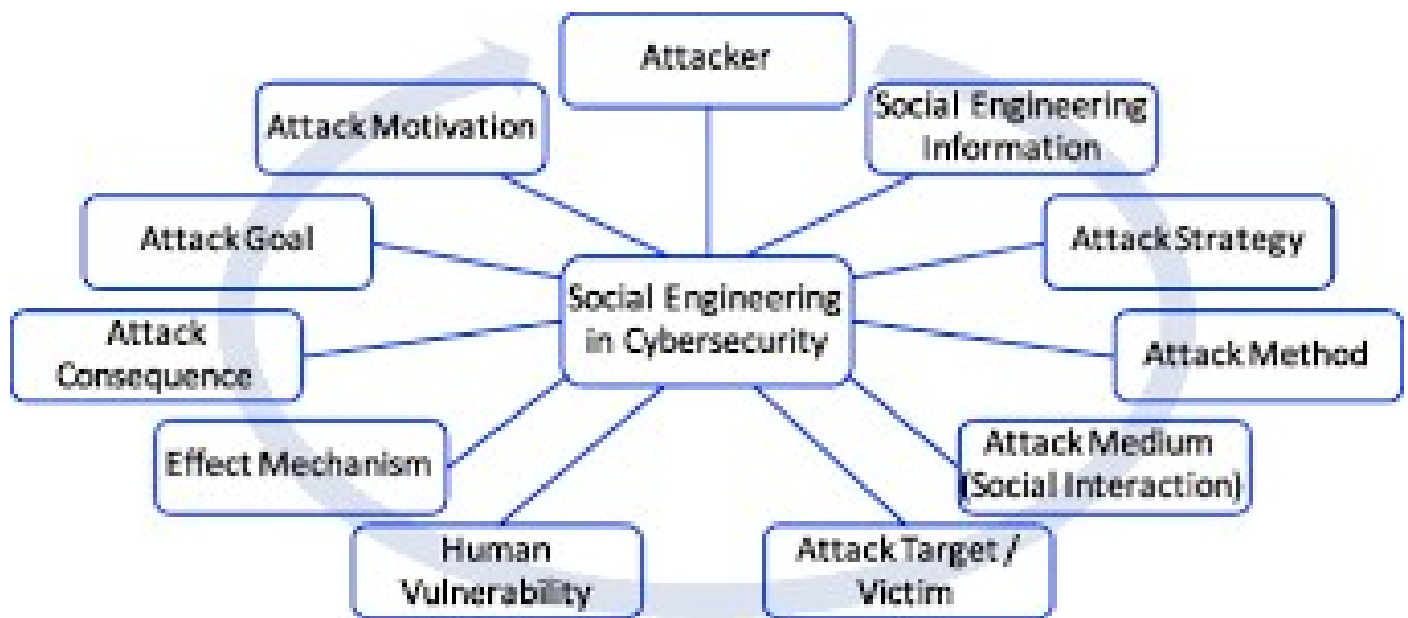 Attacker
Attack Motivation
Social Engineering
Information
Attack Goal
Attack Strategy
Social Engineering
in Cybersecurity
Attack
Consequence
Attack Method
Effect Mechanism
Attack Medium
(Social Interaction)
Human
Vulnerability
Attack Target /
Victim